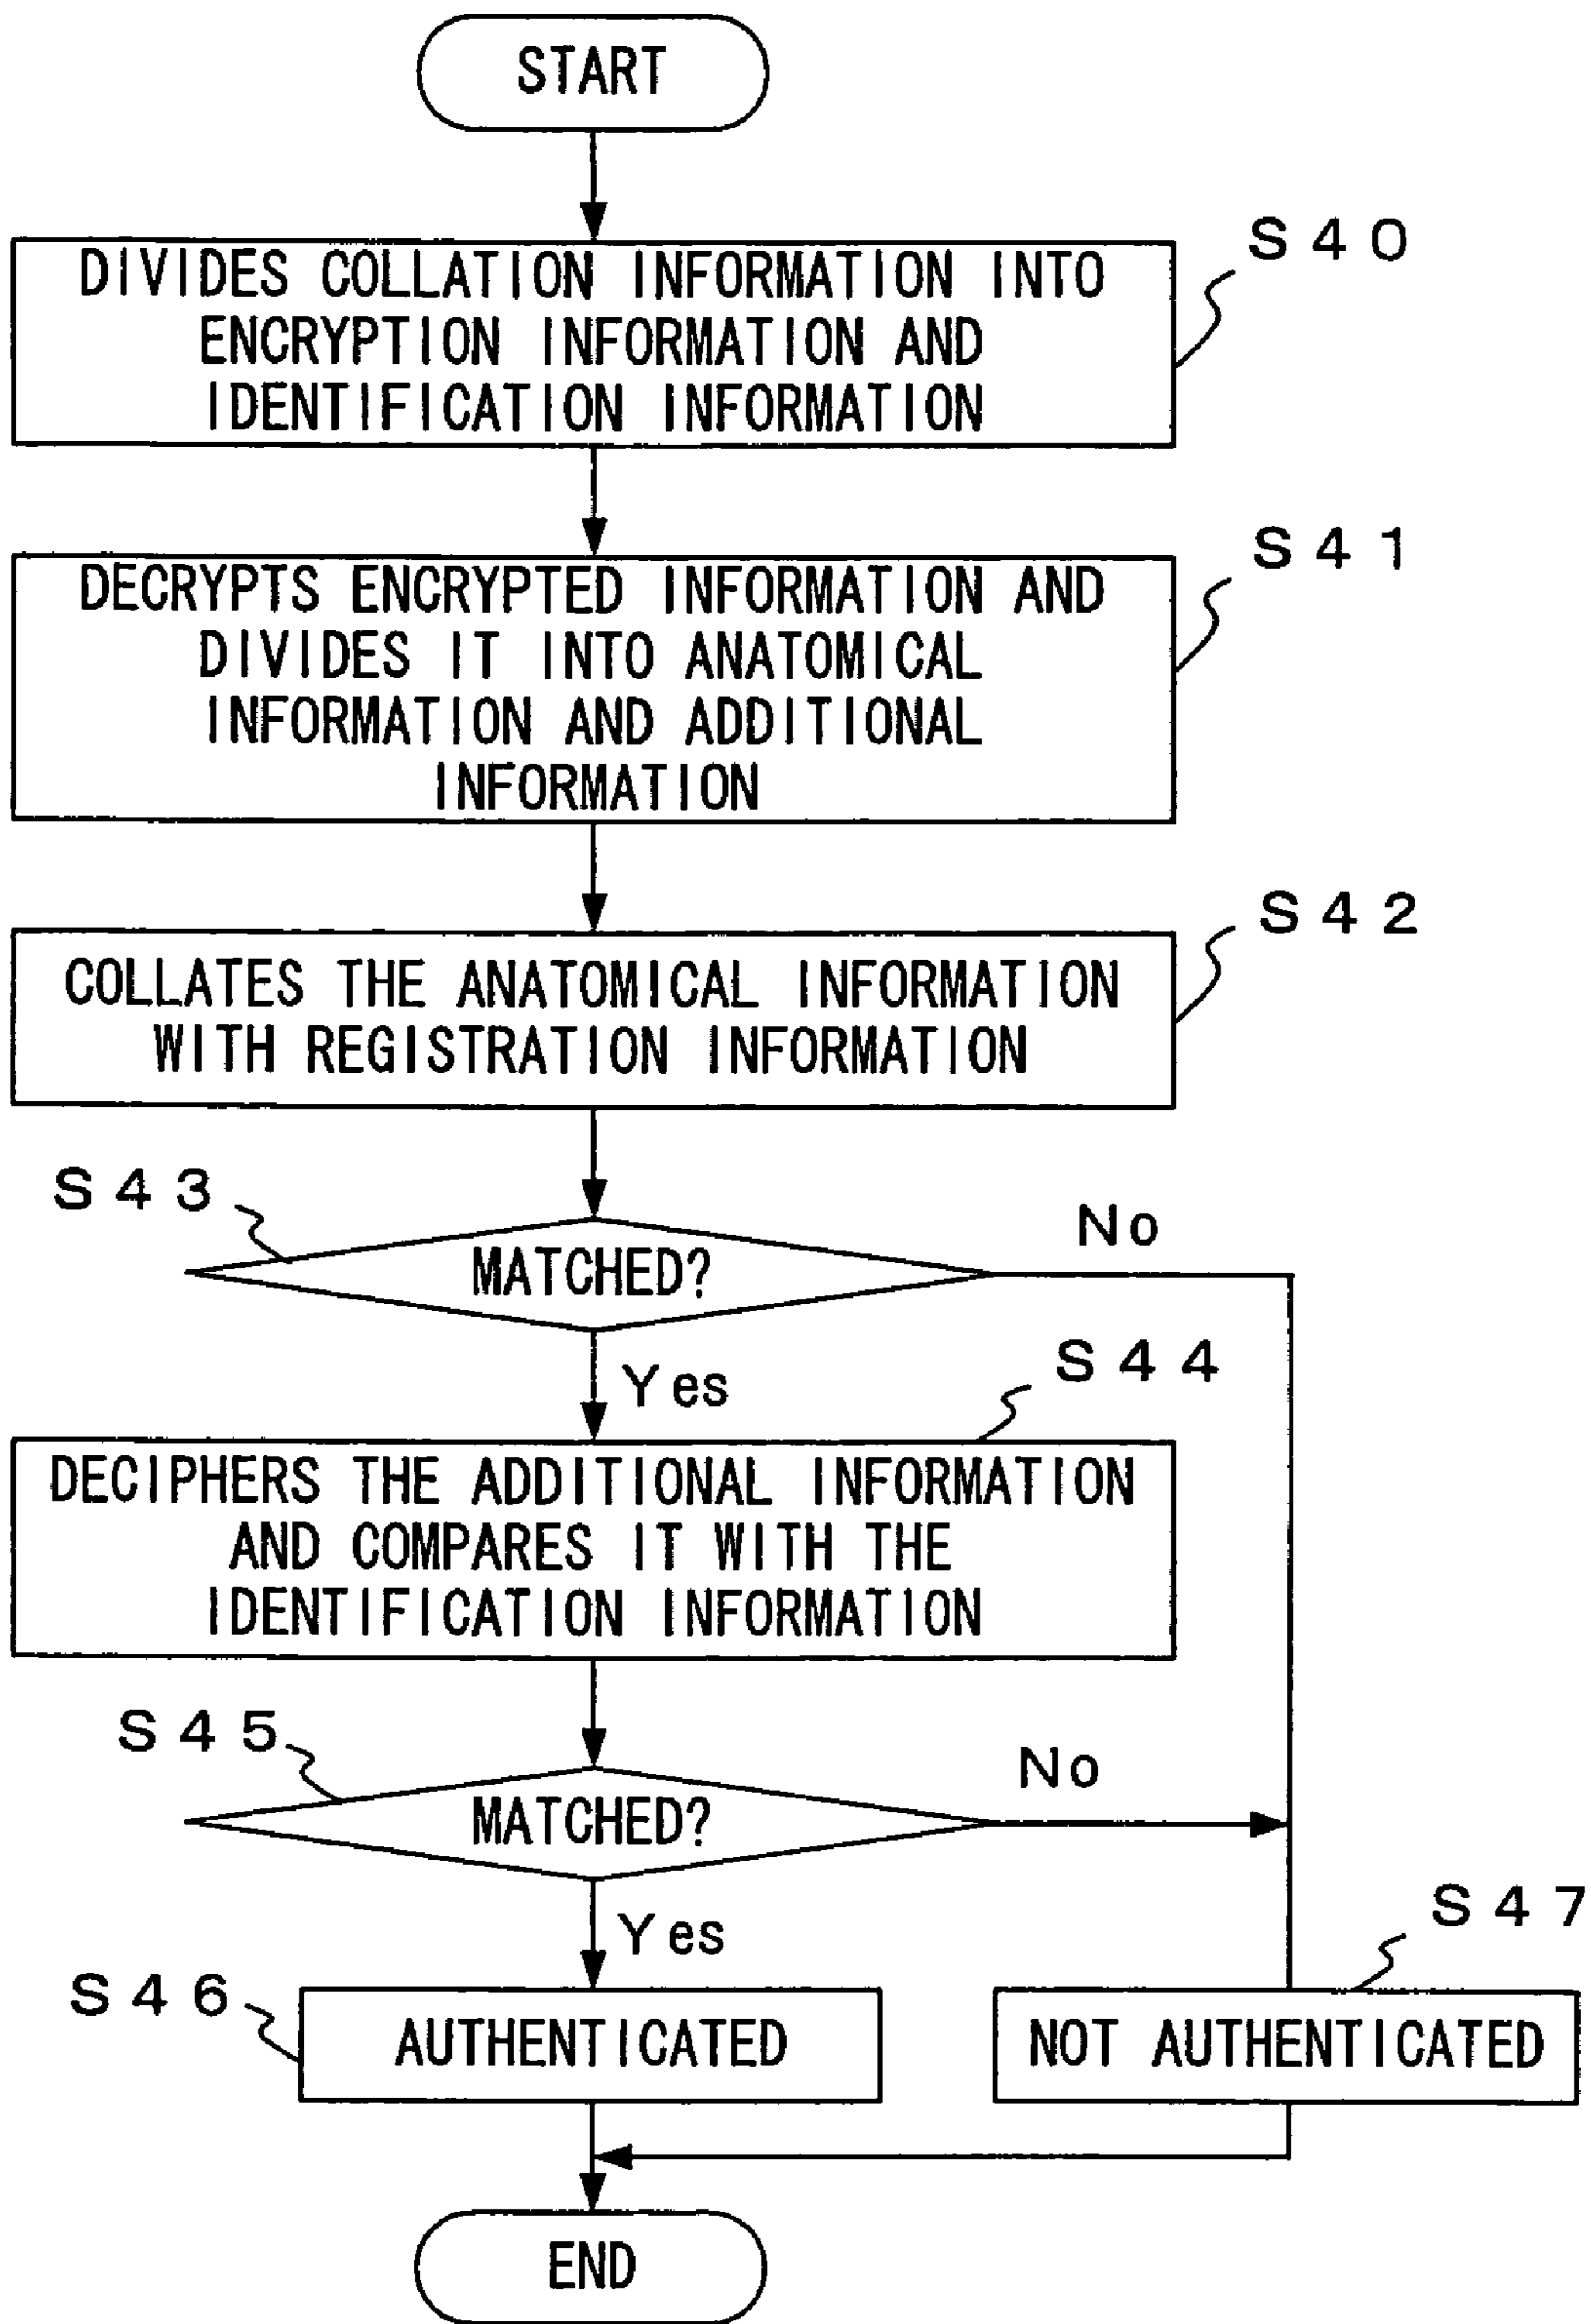 START
S40
DIVIDES COLLATION INFORMATION INTO
ENCRYPTION INFORMATION AND
IDENTIFICATION INFORMATION
S41
DECRYPTS ENCRYPTED INFORMATION AND
DIVIDES IT INTO ANATOMICAL
INFORMATION AND ADDITIONAL
INFORMATION
S42
COLLATES THE ANATOMICAL INFORMATION
WITH REGISTRATION INFORMATION
S43
No
MATCHED?
Yes
S44
DECIPHERS THE ADDITIONAL INFORMATION
AND COMPARES IT WITH THE
IDENTIFICATION INFORMATION
S45
No
MATCHED?
Yes
S47
S46
AUTHENTICATED
NOT AUTHENTICATED
END